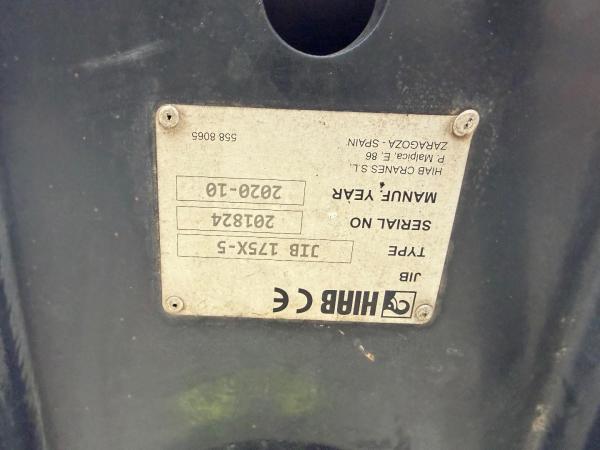 HIAB CE
JIB
TYPE JIB 175X-5
SERIAL NO 201824
MANUF. YEAR 2020-10
HIAB CRANES S.L.
P. Malpica, E, 86
ZARAGOZA - SPAIN 558 8065